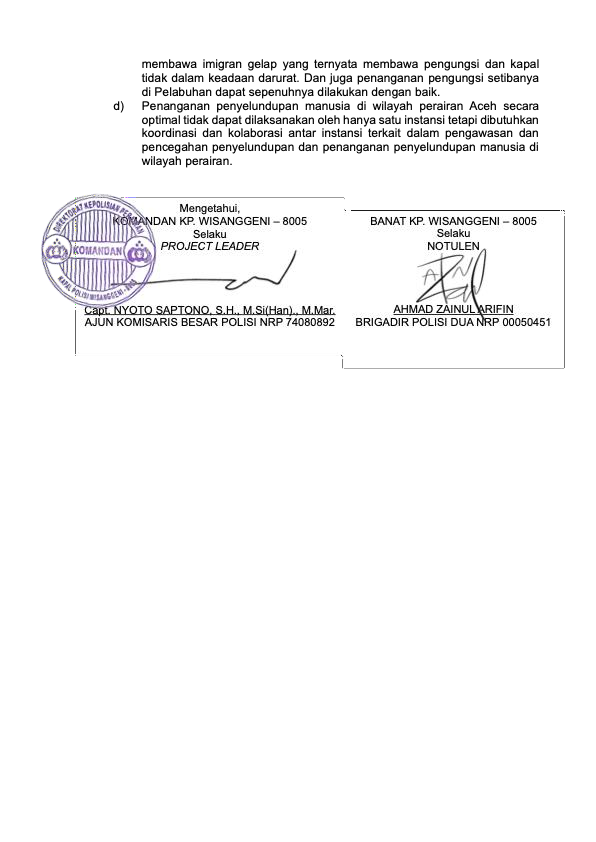 membawa imigran gelap yang ternyata membawa pengungsi dan kapal
tidak dalam keadaan darurat. Dan juga penanganan pengungsi setibanya
di Pelabuhan dapat sepenuhnya dilakukan dengan baik.
d) Penanganan penyelundupan manusia di wilayah perairan Aceh secara
optimal tidak dapat dilaksanakan oleh hanya satu instansi tetapi dibutuhkan
koordinasi dan kolaborasi antar instansi terkait dalam pengawasan dan
pencegahan penyelundupan dan penanganan penyelundupan manusia di
wilayah perairan.
Mengetahui,
KOMANDAN KP. WISANGGENI – 8005
Selaku
PROJECT LEADER
DIREKTORAT KEPOLISIAN PERAIRAN
KOMANDAN
KAPAL POLISI WISANGGENI - 8005
Capt. NYOTO SAPTONO, S.H., M.Si(Han)., M.Mar.
AJUN KOMISARIS BESAR POLISI NRP 74080892
BANAT KP. WISANGGENI – 8005
Selaku
NOTULEN
AHMAD ZAINUL ARIFIN
BRIGADIR POLISI DUA NRP 00050451